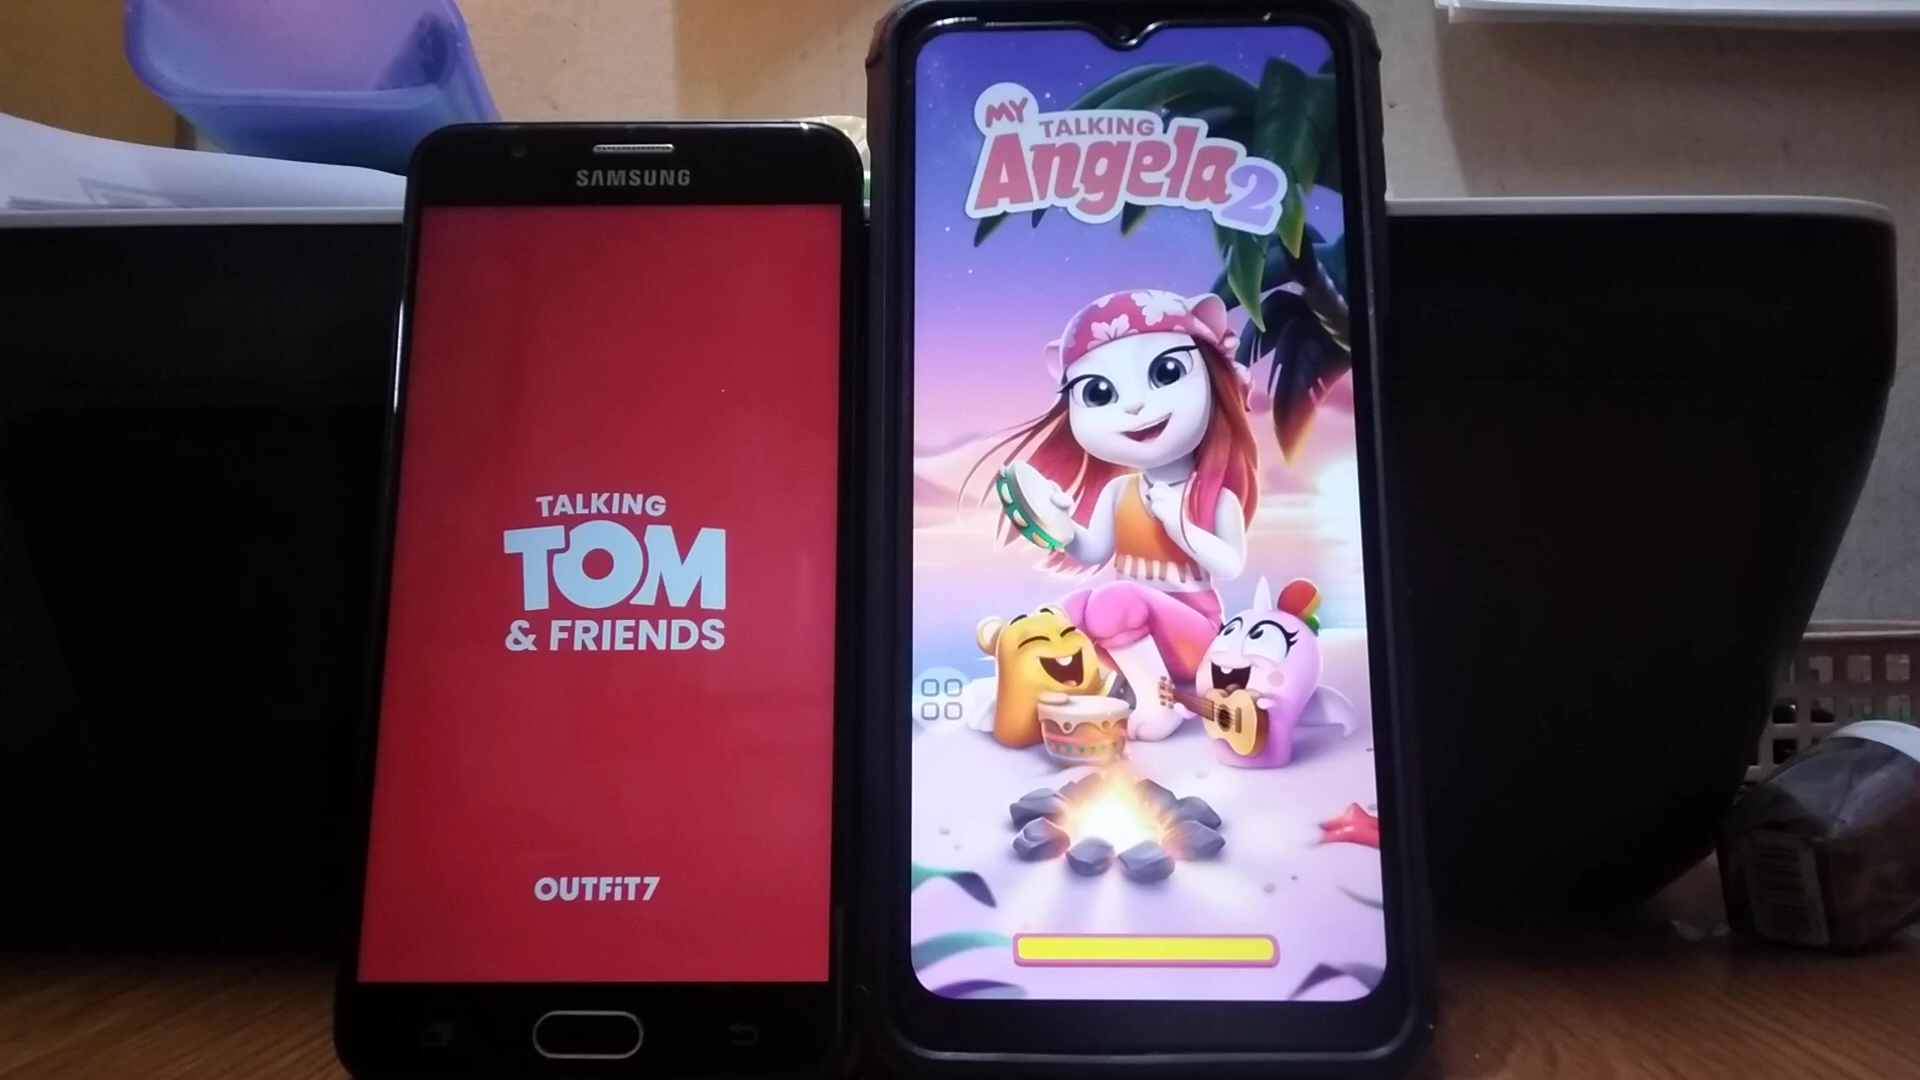 SAMSUNG
TALKING
TOM
& FRIENDS
OUTFiT7
MY
TALKING
Angela 2